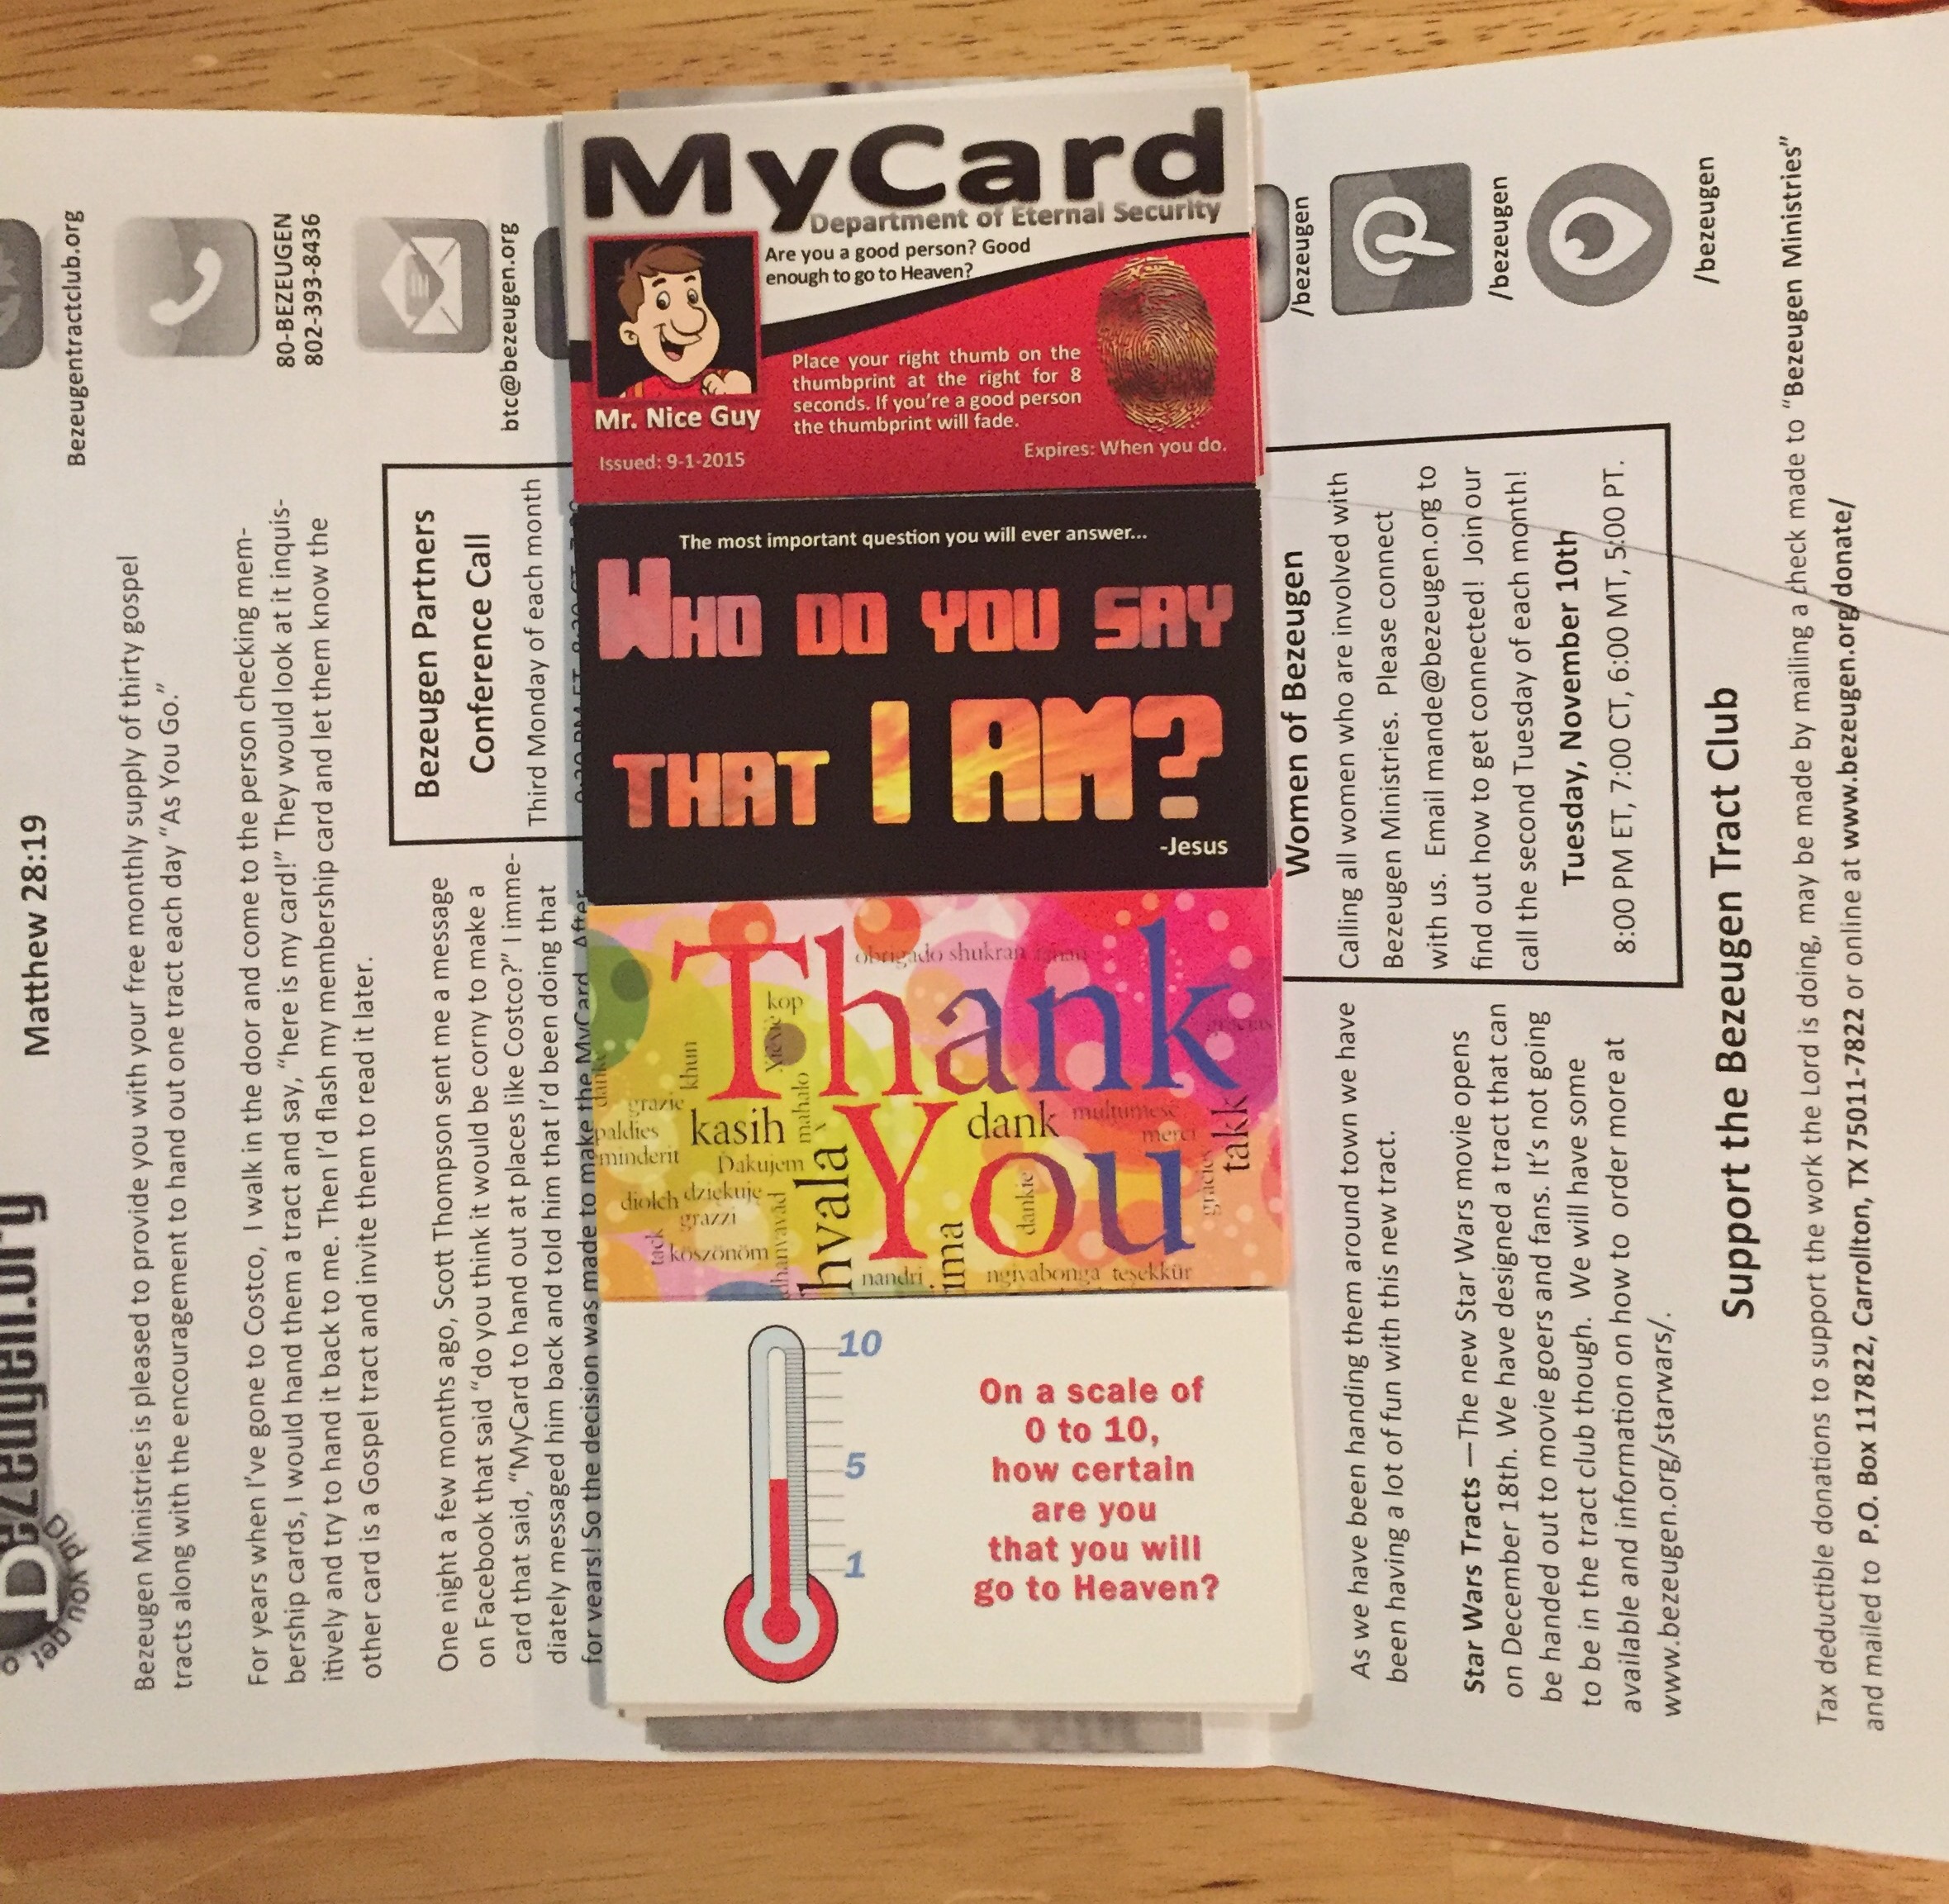 MyCard
Department of Eternal Security
Are you a good person? Good
enough to go to Heaven?
Place your right thumb on the
thumbprint at the right for 8
seconds. If you're a good person
the thumbprint will fade.
Mr. Nice Guy
Issued: 9-1-2015
Expires: When you do.
The most important question you will ever answer...
WHO DO YOU SAY
THAT I AM?
-Jesus
Thank
You
obrigado shukran
kop
khun
danke
grazie
mahalo
kasih
dank
multumesc
merci
paldies
minderit
Dakujem
hvala
takk
diolch dziękuje
grazzi
dhanyavad
dankie
gracies
tack
köszönöm
nandri
ima
ngiyabonga teşekkür
10
5
1
On a scale of
0 to 10,
how certain
are you
that you will
go to Heaven?
Bezeugen.org
Matthew 28:19
Bezeugentractclub.org
80-BEZEUGEN
802-393-8436
btc@bezeugen.org
/bezeugen
/bezeugen
/bezeugen
Bezeugen Ministries is pleased to provide you with your free monthly supply of thirty gospel
tracts along with the encouragement to hand out one tract each day "As You Go."
For years when I've gone to Costco, I walk in the door and come to the person checking mem-
bership cards, I would hand them a tract and say, "here is my card!" They would look at it inquis-
itively and try to hand it back to me. Then I'd flash my membership card and let them know the
other card is a Gospel tract and invite them to read it later.
One night a few months ago, Scott Thompson sent me a message
on Facebook that said "do you think it would be corny to make a
card that said, "MyCard to hand out at places like Costco?" I imme-
diately messaged him back and told him that I'd been doing that
for years! So the decision was made to make the MyCard. After
Bezeugen Partners
Conference Call
Third Monday of each month
As we have been handing them around town we have
been having a lot of fun with this new tract.
Star Wars Tracts —The new Star Wars movie opens
on December 18th. We have designed a tract that can
be handed out to movie goers and fans. It's not going
to be in the tract club though. We will have some
available and information on how to order more at
www.bezeugen.org/starwars/.
Women of Bezeugen
Calling all women who are involved with
Bezeugen Ministries. Please connect
with us. Email mande@bezeugen.org to
find out how to get connected! Join our
call the second Tuesday of each month!
Tuesday, November 10th
8:00 PM ET, 7:00 CT, 6:00 MT, 5:00 PT.
Support the Bezeugen Tract Club
Tax deductible donations to support the work the Lord is doing, may be made by mailing a check made to "Bezeugen Ministries"
and mailed to P.O. Box 117822, Carrollton, TX 75011-7822 or online at www.bezeugen.org/donate/